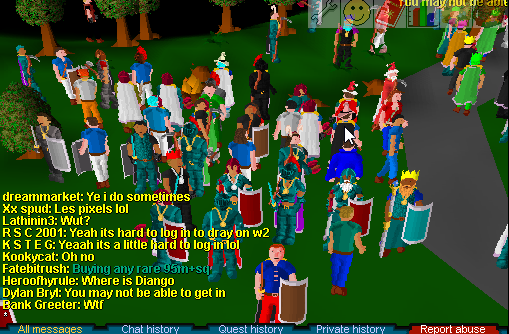 You may not be able
dreammarket: Ye i do sometimes
Xx spud: Les pixels lol
Lathinin3: Wut?
R S C 2001: Yeah its hard to log in to dray on w2
K S T E G: Yeaah its a little hard to log in lol
Kookycat: Oh no
Fatebitrush: Buying any rare 95m+sq
Heroofhyrule: Where is Diango
Dylan Bryl: You may not be able to get in
Bank Greeter: Wtf
*
All messages Chat history Quest history Private history Report abuse